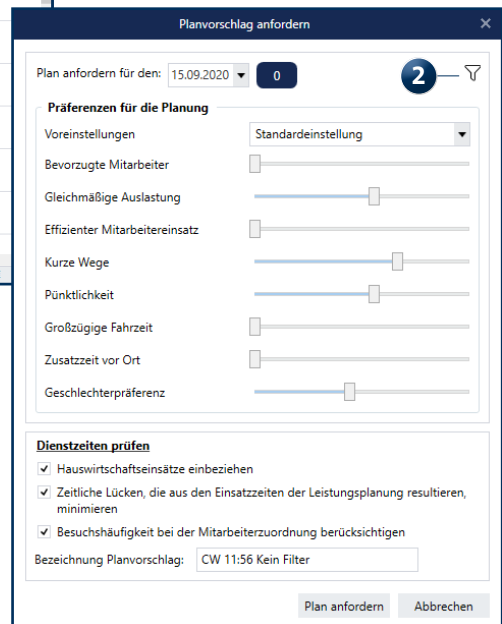 Planvorschlag anfordern
Plan anfordern für den: 15.09.2020 0 2
Präferenzen für die Planung
Voreinstellungen Standardeinstellung
Bevorzugte Mitarbeiter
Gleichmäßige Auslastung
Effizienter Mitarbeitereinsatz
Kurze Wege
Pünktlichkeit
Großzügige Fahrzeit
Zusatzzeit vor Ort
Geschlechterpräferenz
Dienstzeiten prüfen
Hauswirtschaftseinsätze einbeziehen
Zeitliche Lücken, die aus den Einsatzzeiten der Leistungsplanung resultieren,
minimieren
Besuchshäufigkeit bei der Mitarbeiterzuordnung berücksichtigen
Bezeichnung Planvorschlag: CW 11:56 Kein Filter
Plan anfordern Abbrechen